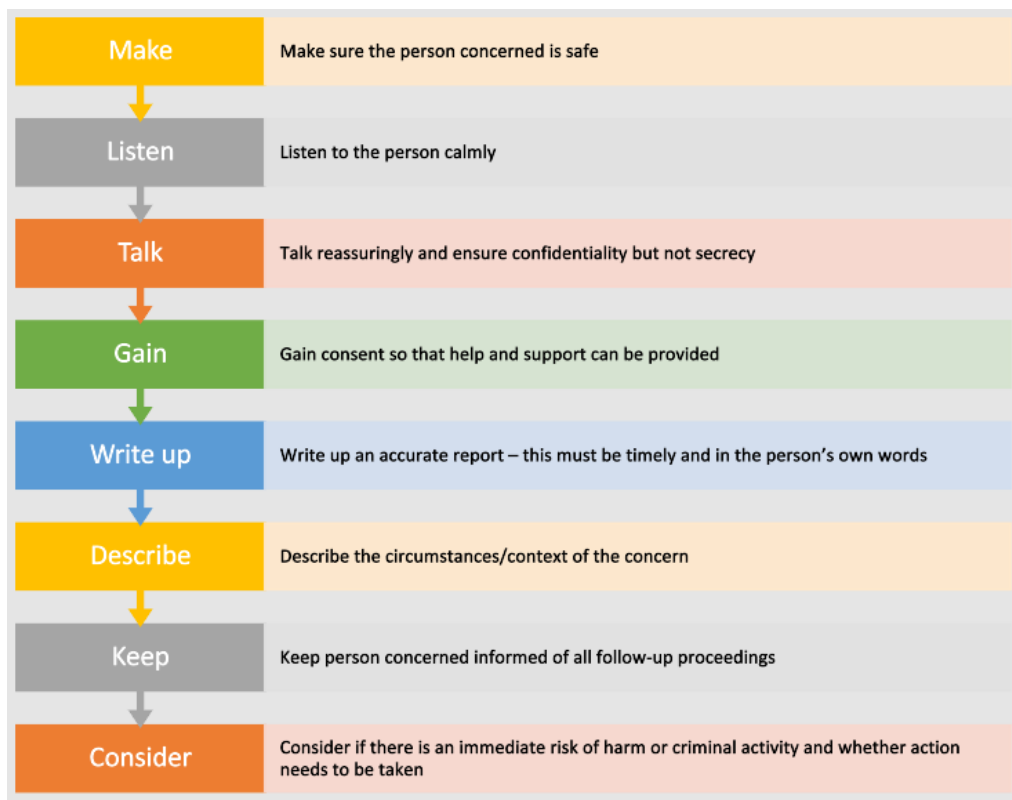 Make
Make sure the person concerned is safe
Listen
Listen to the person calmly
Talk
Talk reassuringly and ensure confidentiality but not secrecy
Gain
Gain consent so that help and support can be provided
Write up
Write up an accurate report – this must be timely and in the person's own words
Describe
Describe the circumstances/context of the concern
Keep
Keep person concerned informed of all follow-up proceedings
Consider
Consider if there is an immediate risk of harm or criminal activity and whether action
needs to be taken